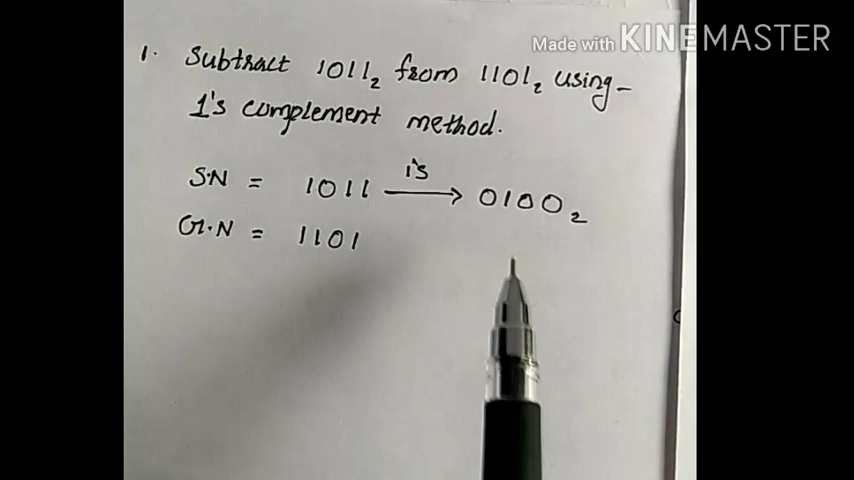 Made with KINEMASTER
1. Subtract 1011₂ from 1101₂ using
1's complement method.
S.N = 1011 1's → 0100₂
G.N = 1101